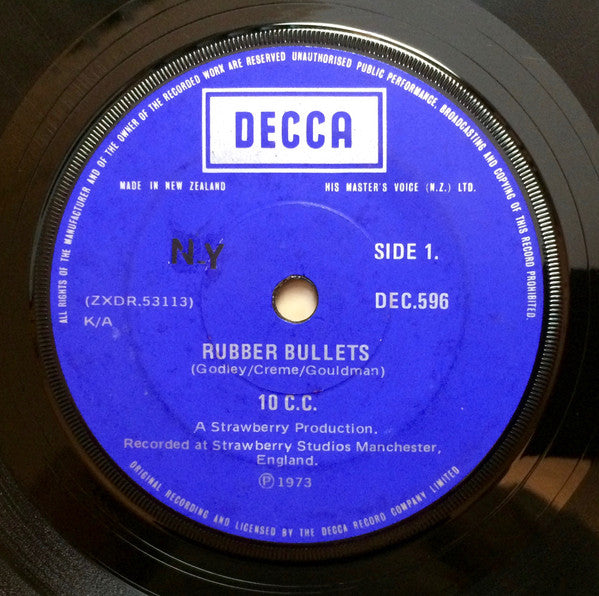 ALL RIGHTS OF THE MANUFACTURER AND OF THE OWNER OF THE RECORDED WORK ARE RESERVED UNAUTHORISED PUBLIC PERFORMANCE, BROADCASTING AND COPYING OF THIS RECORD PROHIBITED.
DECCA
MADE IN NEW ZEALAND HIS MASTER'S VOICE (N.Z.) LTD.
N_Y SIDE 1.
(ZXDR.53113) DEC.596
K/A
RUBBER BULLETS
(Godley/Creme/Gouldman)
10 C.C.
A Strawberry Production.
Recorded at Strawberry Studios Manchester,
England.
Ⓟ1973
ORIGINAL RECORDING AND LICENSED BY THE DECCA RECORD COMPANY LIMITED